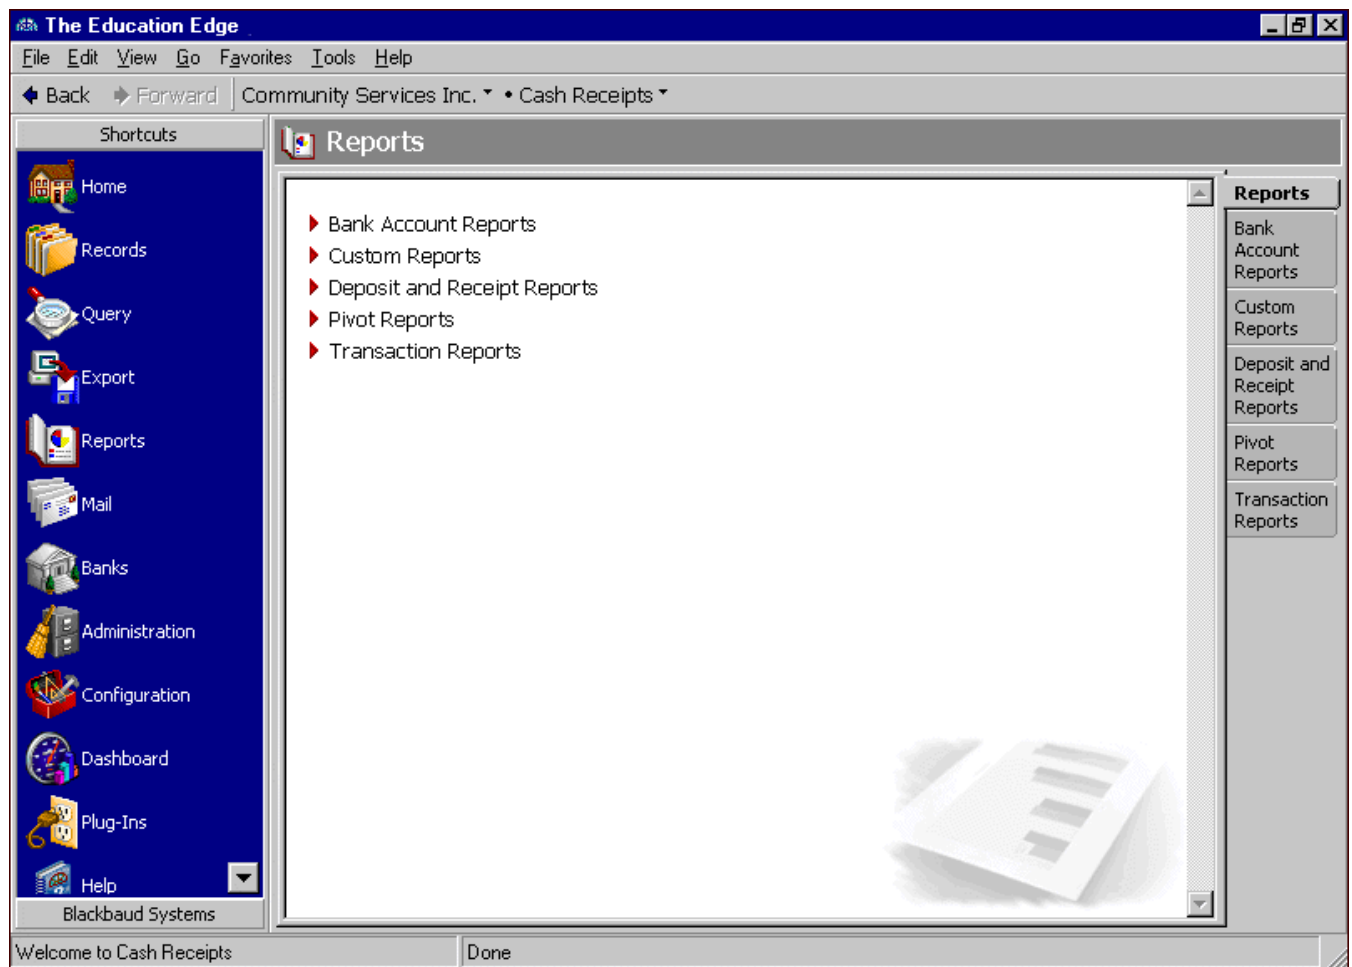 The Education Edge
File Edit View Go Favorites Tools Help
Back Forward Community Services Inc. • Cash Receipts
Shortcuts
Home
Records
Query
Export
Reports
Mail
Banks
Administration
Configuration
Dashboard
Plug-Ins
Help
Blackbaud Systems
Reports
Bank Account Reports
Custom Reports
Deposit and Receipt Reports
Pivot Reports
Transaction Reports
Reports
Bank
Account
Reports
Custom
Reports
Deposit and
Receipt
Reports
Pivot
Reports
Transaction
Reports
Welcome to Cash Receipts
Done